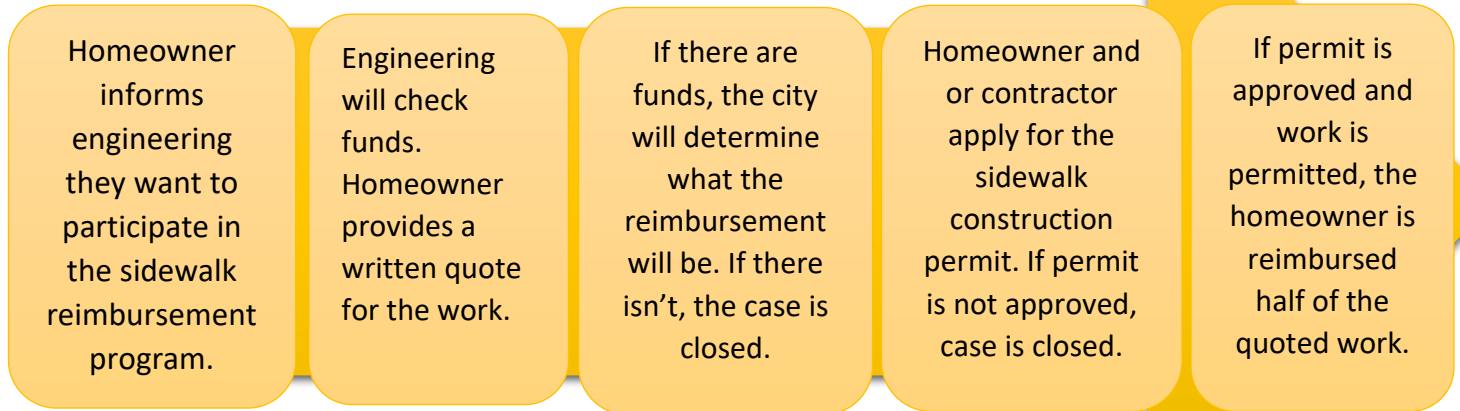 Homeowner
informs
engineering
they want to
participate in
the sidewalk
reimbursement
program.
Engineering
will check
funds.
Homeowner
provides a
written quote
for the work.
If there are
funds, the city
will determine
what the
reimbursement
will be. If there
isn’t, the case is
closed.
Homeowner and
or contractor
apply for the
sidewalk
construction
permit. If permit
is not approved,
case is closed.
If permit is
approved and
work is
permitted, the
homeowner is
reimbursed
half of the
quoted work.